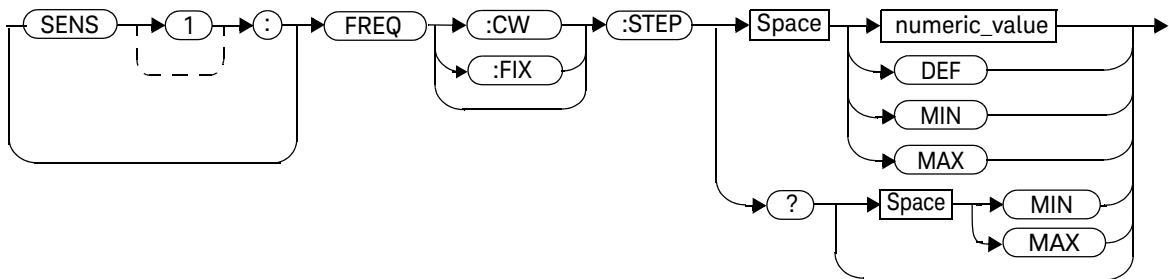 SENS 1 : FREQ :CW :STEP Space numeric_value
:FIX DEF
MIN
MAX
? Space MIN
MAX